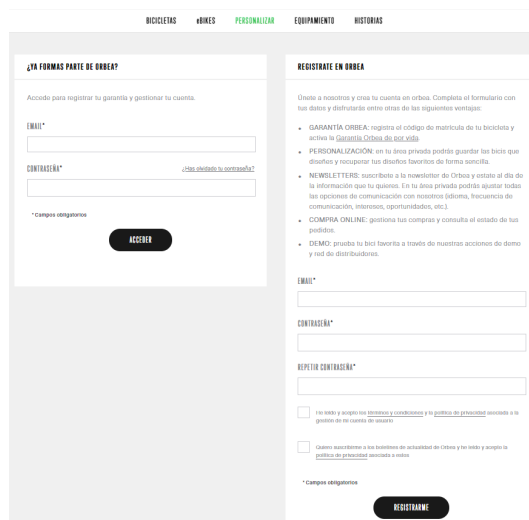 BICICLETAS eBIKES PERSONALIZAR EQUIPAMIENTO HISTORIAS
¿YA FORMAS PARTE DE ORBEA?
Accede para registrar tu garantía y gestionar tu cuenta.
EMAIL*
CONTRASEÑA* ¿Has olvidado tu contraseña?
* Campos obligatorios
ACCEDER
REGISTRATE EN ORBEA
Únete a nosotros y crea tu cuenta en orbea. Completa el formulario con
tus datos y disfrutarás entre otras de las siguientes ventajas:
• GARANTÍA ORBEA: registra el código de matrícula de tu bicicleta y
activa la Garantía Orbea de por vida.
• PERSONALIZACIÓN: en tu área privada podrás guardar las bicis que
diseñes y recuperar tus diseños favoritos de forma sencilla.
• NEWSLETTERS: suscríbete a la newsletter de Orbea y estate al día de
la información que tu quieres. En tu área privada podrás ajustar todas
las opciones de comunicación con nosotros (idioma, frecuencia de
comunicación, intereses, oportunidades, etc.).
• COMPRA ONLINE: gestiona tus compras y consulta el estado de tus
pedidos.
• DEMO: prueba tu bici favorita a través de nuestras acciones de demo
y red de distribuidores.
EMAIL*
CONTRASEÑA*
REPETIR CONTRASEÑA*
He leído y acepto los términos y condiciones y la política de privacidad asociada a la
gestión de mi cuenta de usuario
Quiero suscribirme a los boletines de actualidad de Orbea y he leído y acepto la
política de privacidad asociada a estos
* Campos obligatorios
REGISTRARME